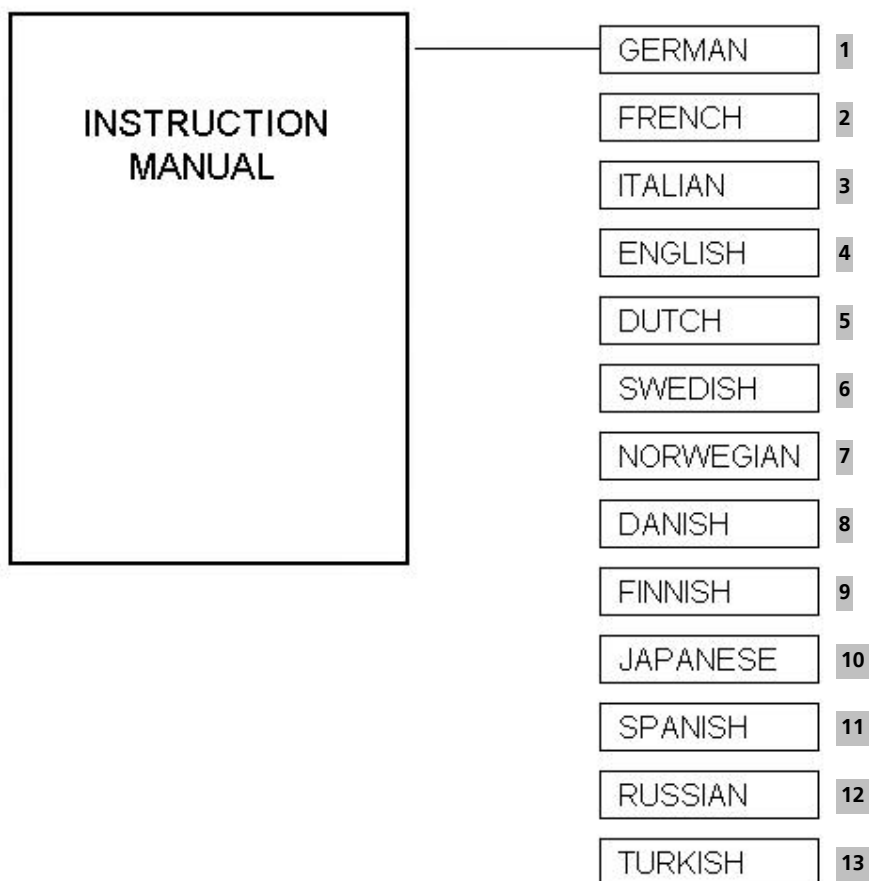 INSTRUCTION
MANUAL
GERMAN 1
FRENCH 2
ITALIAN 3
ENGLISH 4
DUTCH 5
SWEDISH 6
NORWEGIAN 7
DANISH 8
FINNISH 9
JAPANESE 10
SPANISH 11
RUSSIAN 12
TURKISH 13